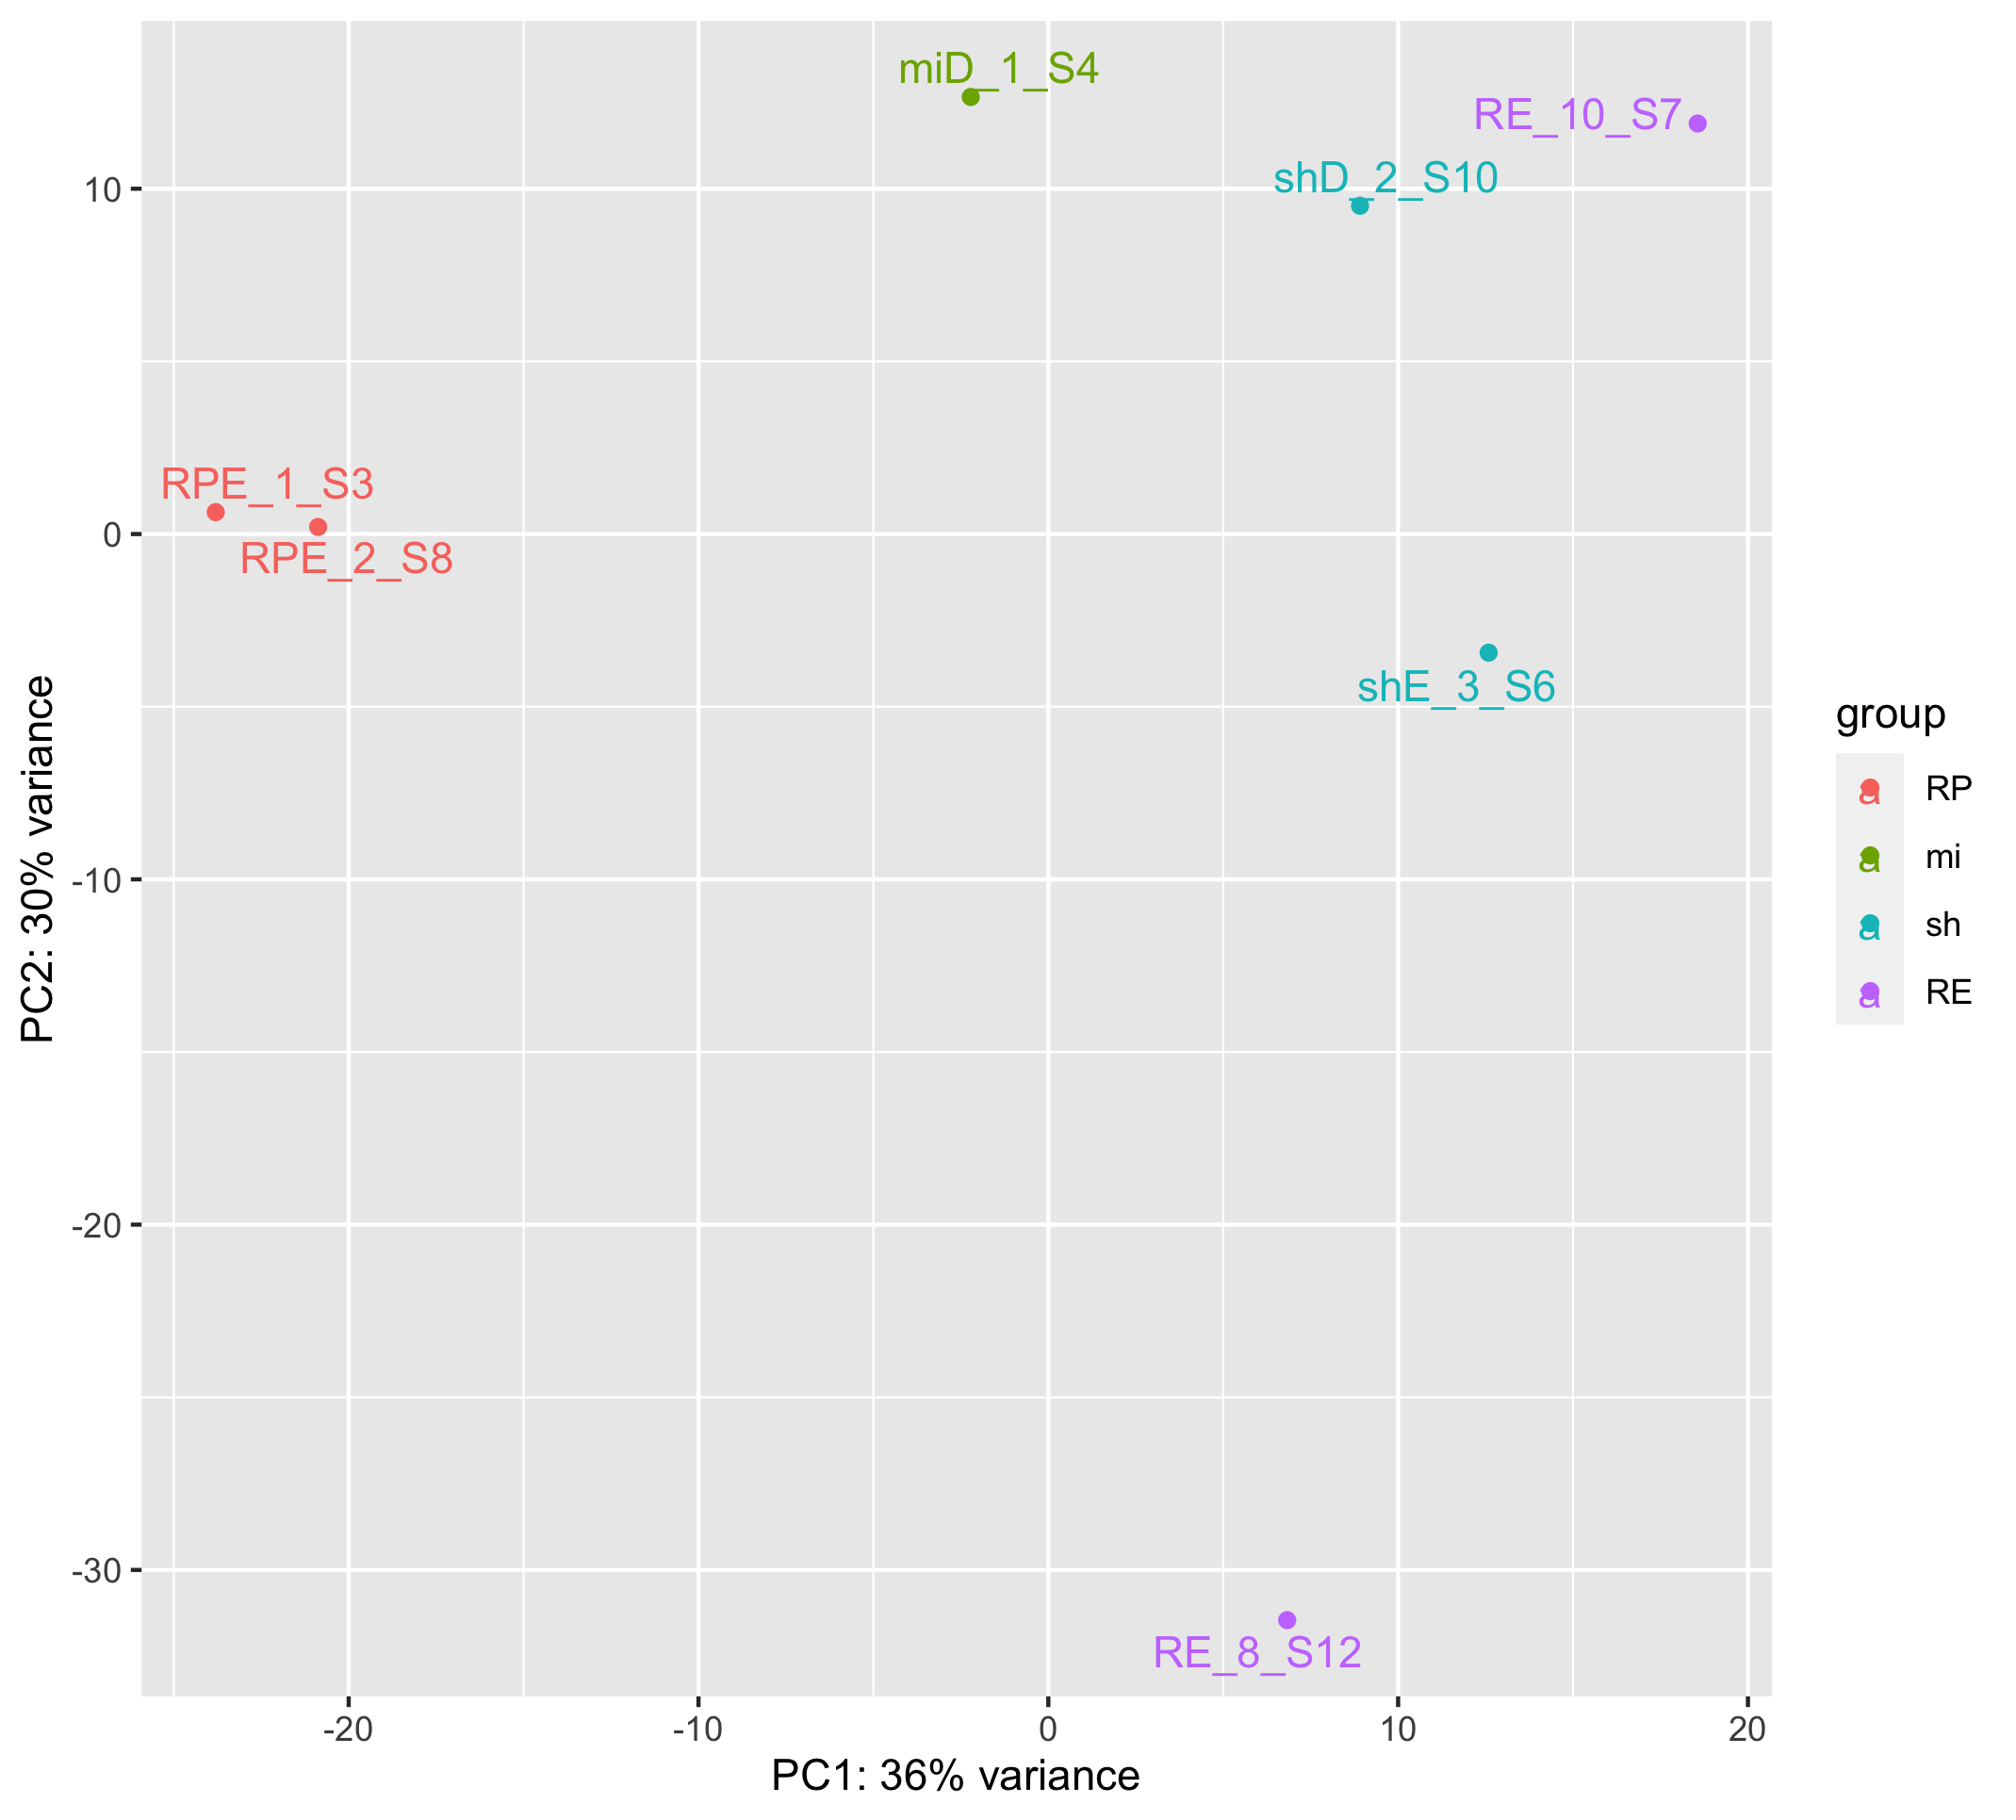 miD_1_S4
RE_10_S7
shD_2_S10
RPE_1_S3
RPE_2_S8
shE_3_S6
RE_8_S12
10
0
-10
-20
-30
PC2: 30% variance
-20
-10
0
10
20
PC1: 36% variance
group
a RP
a mi
a sh
a RE